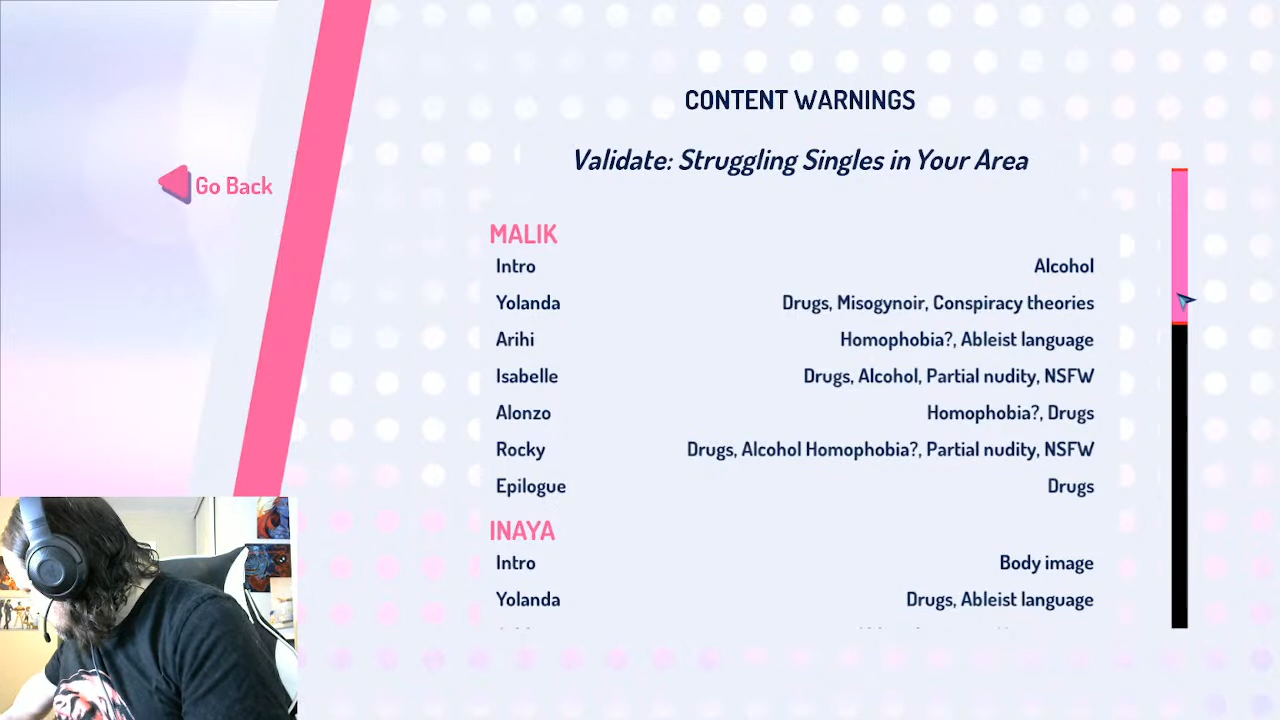 CONTENT WARNINGS
Validate: Struggling Singles in Your Area
Go Back
MALIK
Intro Alcohol
Yolanda Drugs, Misogynoir, Conspiracy theories
Arihi Homophobia?, Ableist language
Isabelle Drugs, Alcohol, Partial nudity, NSFW
Alonzo Homophobia?, Drugs
Rocky Drugs, Alcohol Homophobia?, Partial nudity, NSFW
Epilogue Drugs
INAYA
Intro Body image
Yolanda Drugs, Ableist language